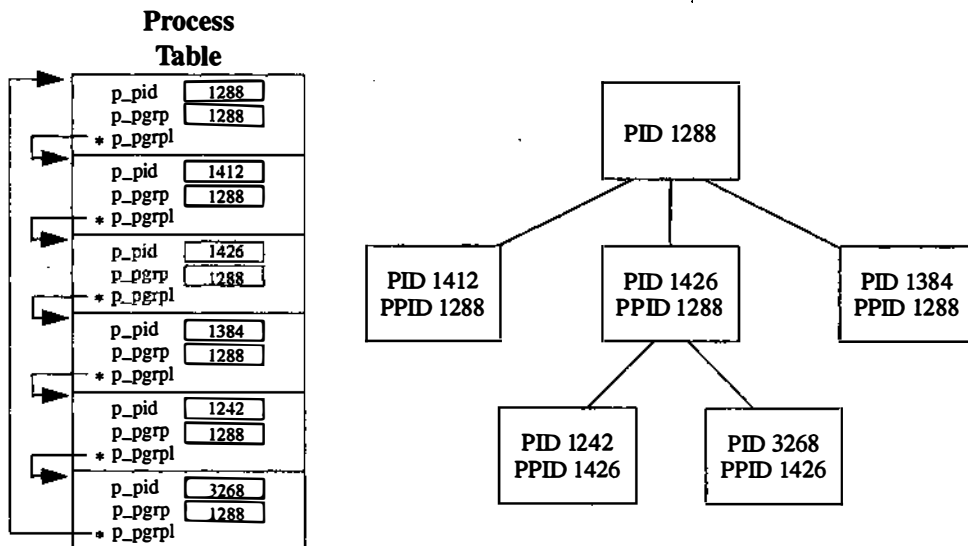 Process
Table
p_pid 1288
p_pgrp 1288
* p_pgrpl
p_pid 1412
p_pgrp 1288
* p_pgrpl
p_pid 1426
p_pgrp 1288
* p_pgrpl
p_pid 1384
p_pgrp 1288
* p_pgrpl
p_pid 1242
p_pgrp 1288
* p_pgrpl
p_pid 3268
p_pgrp 1288
* p_pgrpl
PID 1288
PID 1412
PPID 1288
PID 1426
PPID 1288
PID 1384
PPID 1288
PID 1242
PPID 1426
PID 3268
PPID 1426